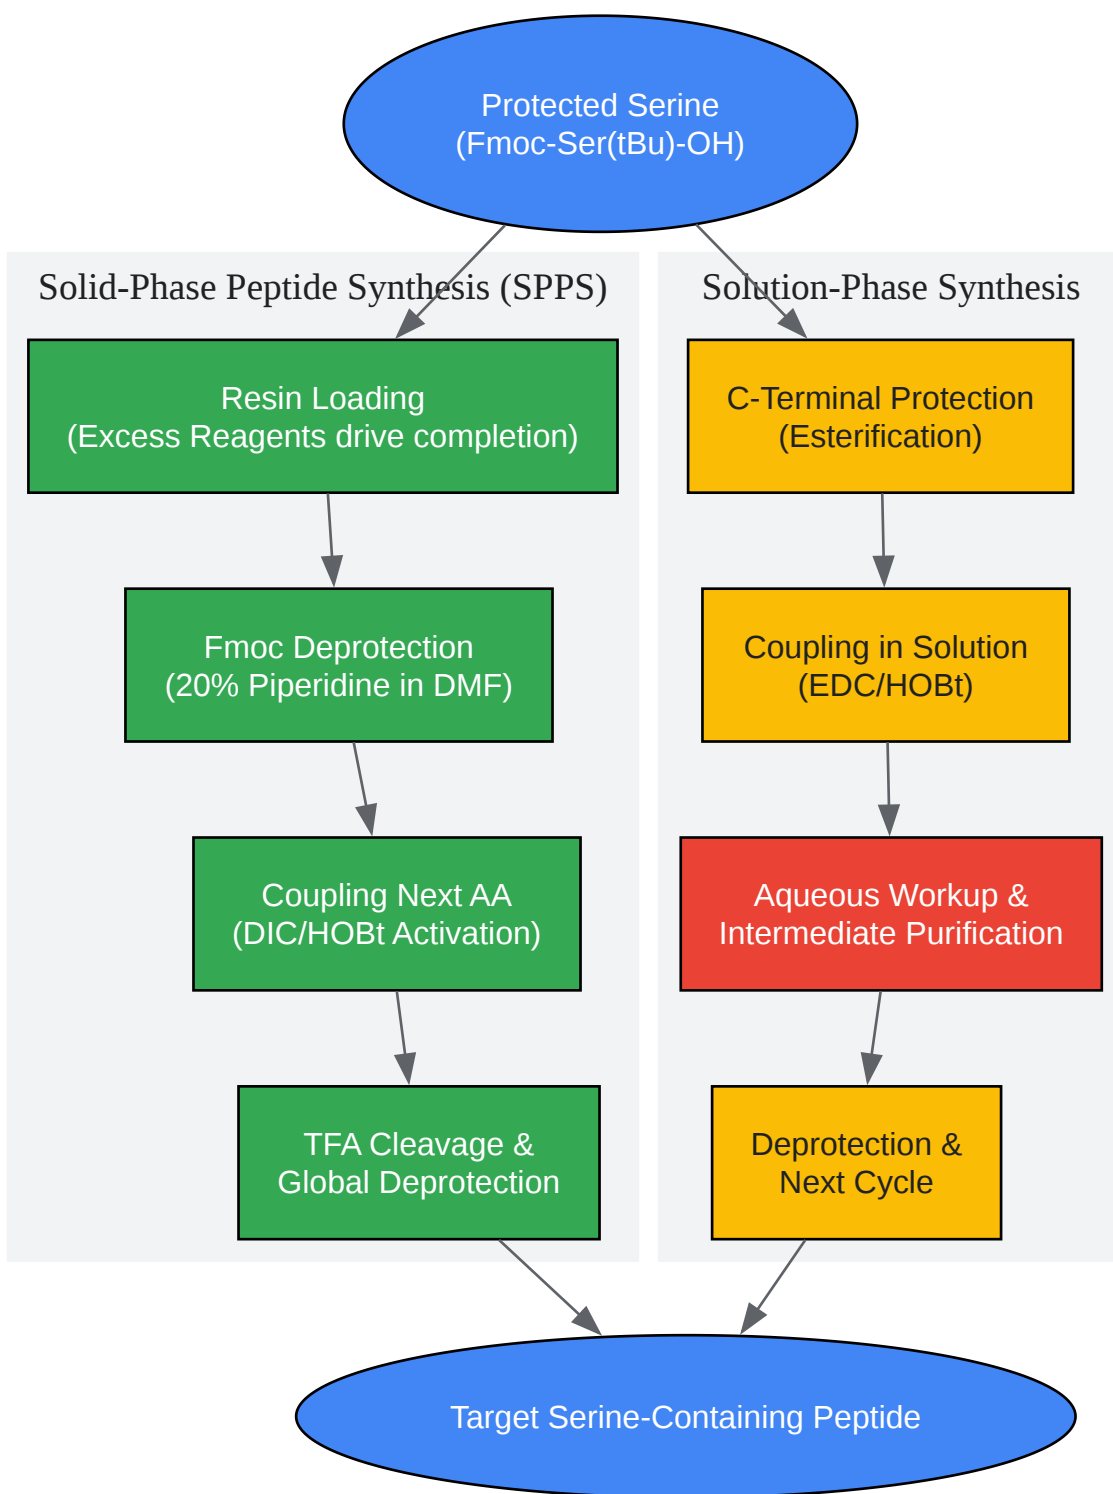 Protected Serine
(Fmoc-Ser(tBu)-OH)
Solid-Phase Peptide Synthesis (SPPS)
Resin Loading
(Excess Reagents drive completion)
Fmoc Deprotection
(20% Piperidine in DMF)
Coupling Next AA
(DIC/HOBt Activation)
TFA Cleavage &
Global Deprotection
Solution-Phase Synthesis
C-Terminal Protection
(Esterification)
Coupling in Solution
(EDC/HOBt)
Aqueous Workup &
Intermediate Purification
Deprotection &
Next Cycle
Target Serine-Containing Peptide